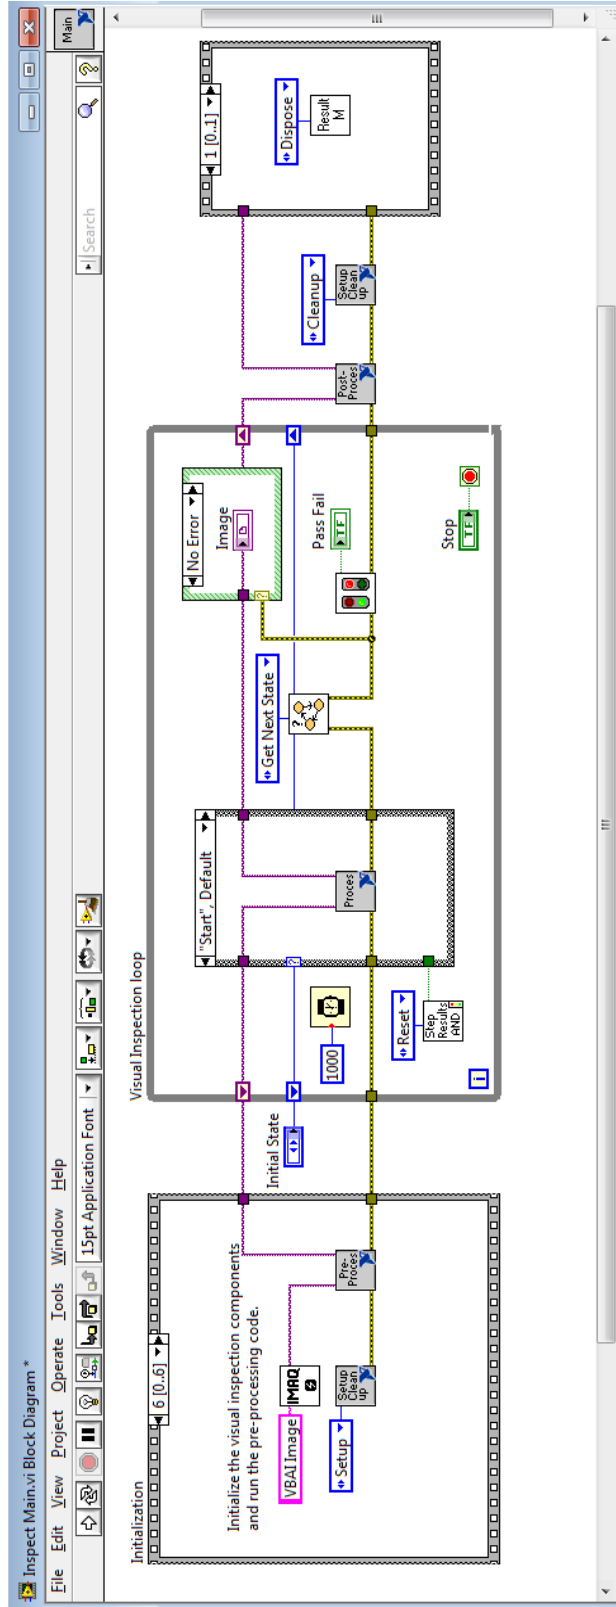 Inspect Main.vi Block Diagram *
File Edit View Project Operate Tools Window Help
15pt Application Font
Search
Main
Initialization
6 [0..6]
Initialize the visual inspection components
and run the pre-processing code.
VBAI Image
IMAQ
Setup
Setup
Clean
up
Pre-
Proces
Initial State
Visual Inspection loop
1000
Reset
Step
Results
AND
i
"Start", Default
Proces
Get Next State
?
No Error
Image
Pass Fail
TF
Stop
TF
Post-
Proces
Cleanup
Setup
Clean
up
1 [0..1]
Dispose
Result
M